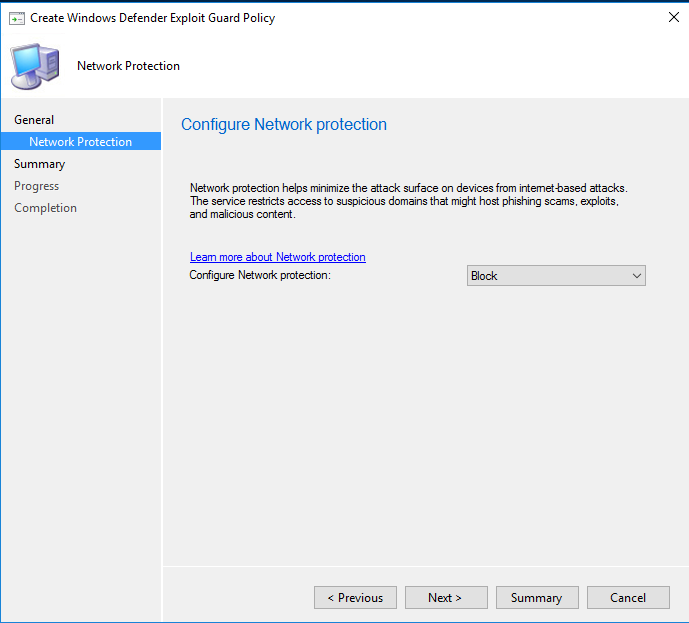 Create Windows Defender Exploit Guard Policy
Network Protection
General
Network Protection
Summary
Progress
Completion
Configure Network protection
Network protection helps minimize the attack surface on devices from internet-based attacks.
The service restricts access to suspicious domains that might host phishing scams, exploits,
and malicious content.
Learn more about Network protection
Configure Network protection:
Block
< Previous
Next >
Summary
Cancel